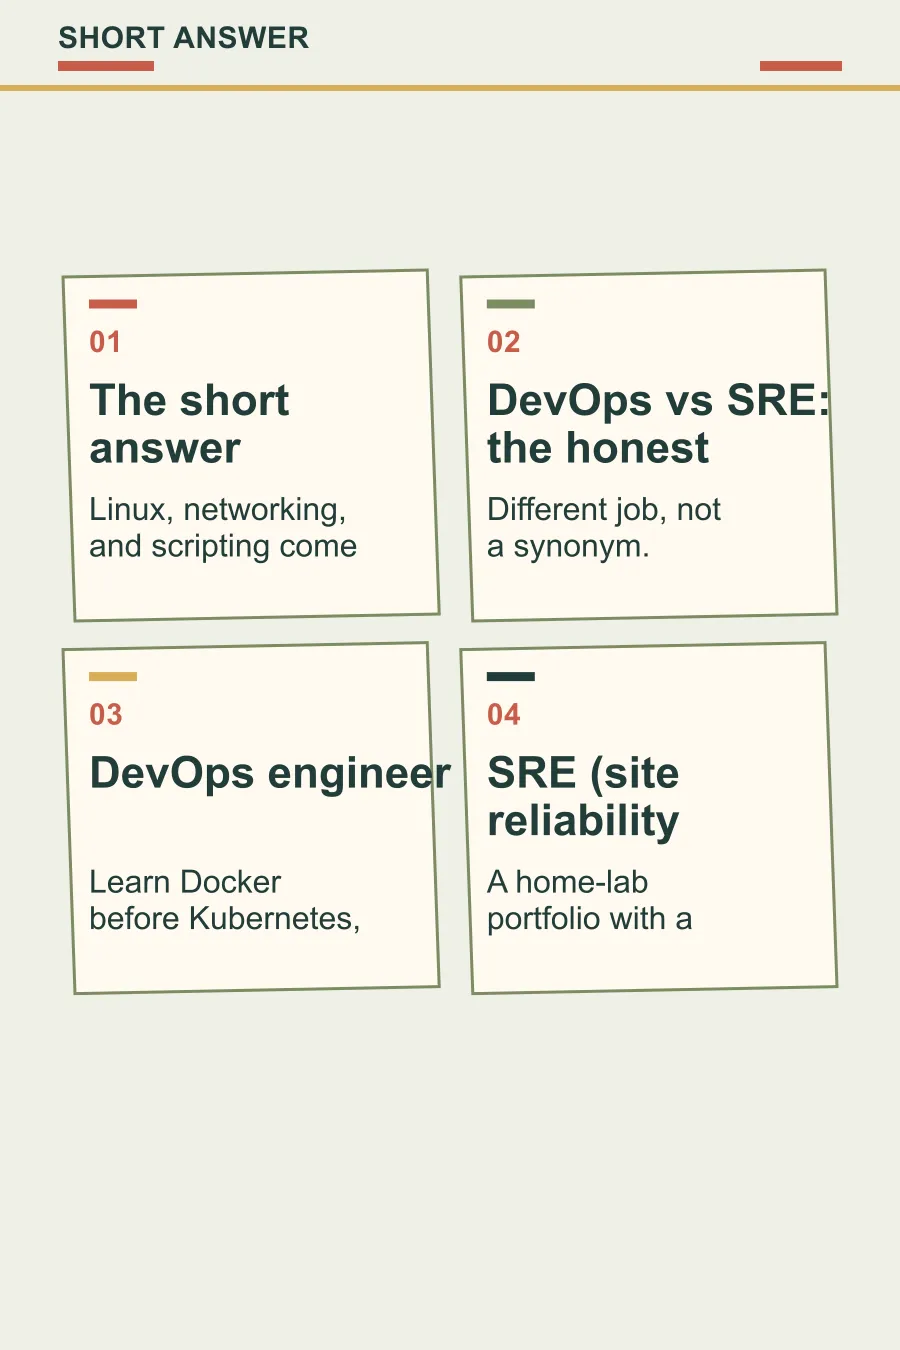 SHORT ANSWER
01
The short
answer
Linux, networking,
and scripting come
02
DevOps vs SRE:
the honest
Different job, not
a synonym.
03
DevOps engineer
Learn Docker
before Kubernetes,
04
SRE (site
reliability
A home-lab
portfolio with a